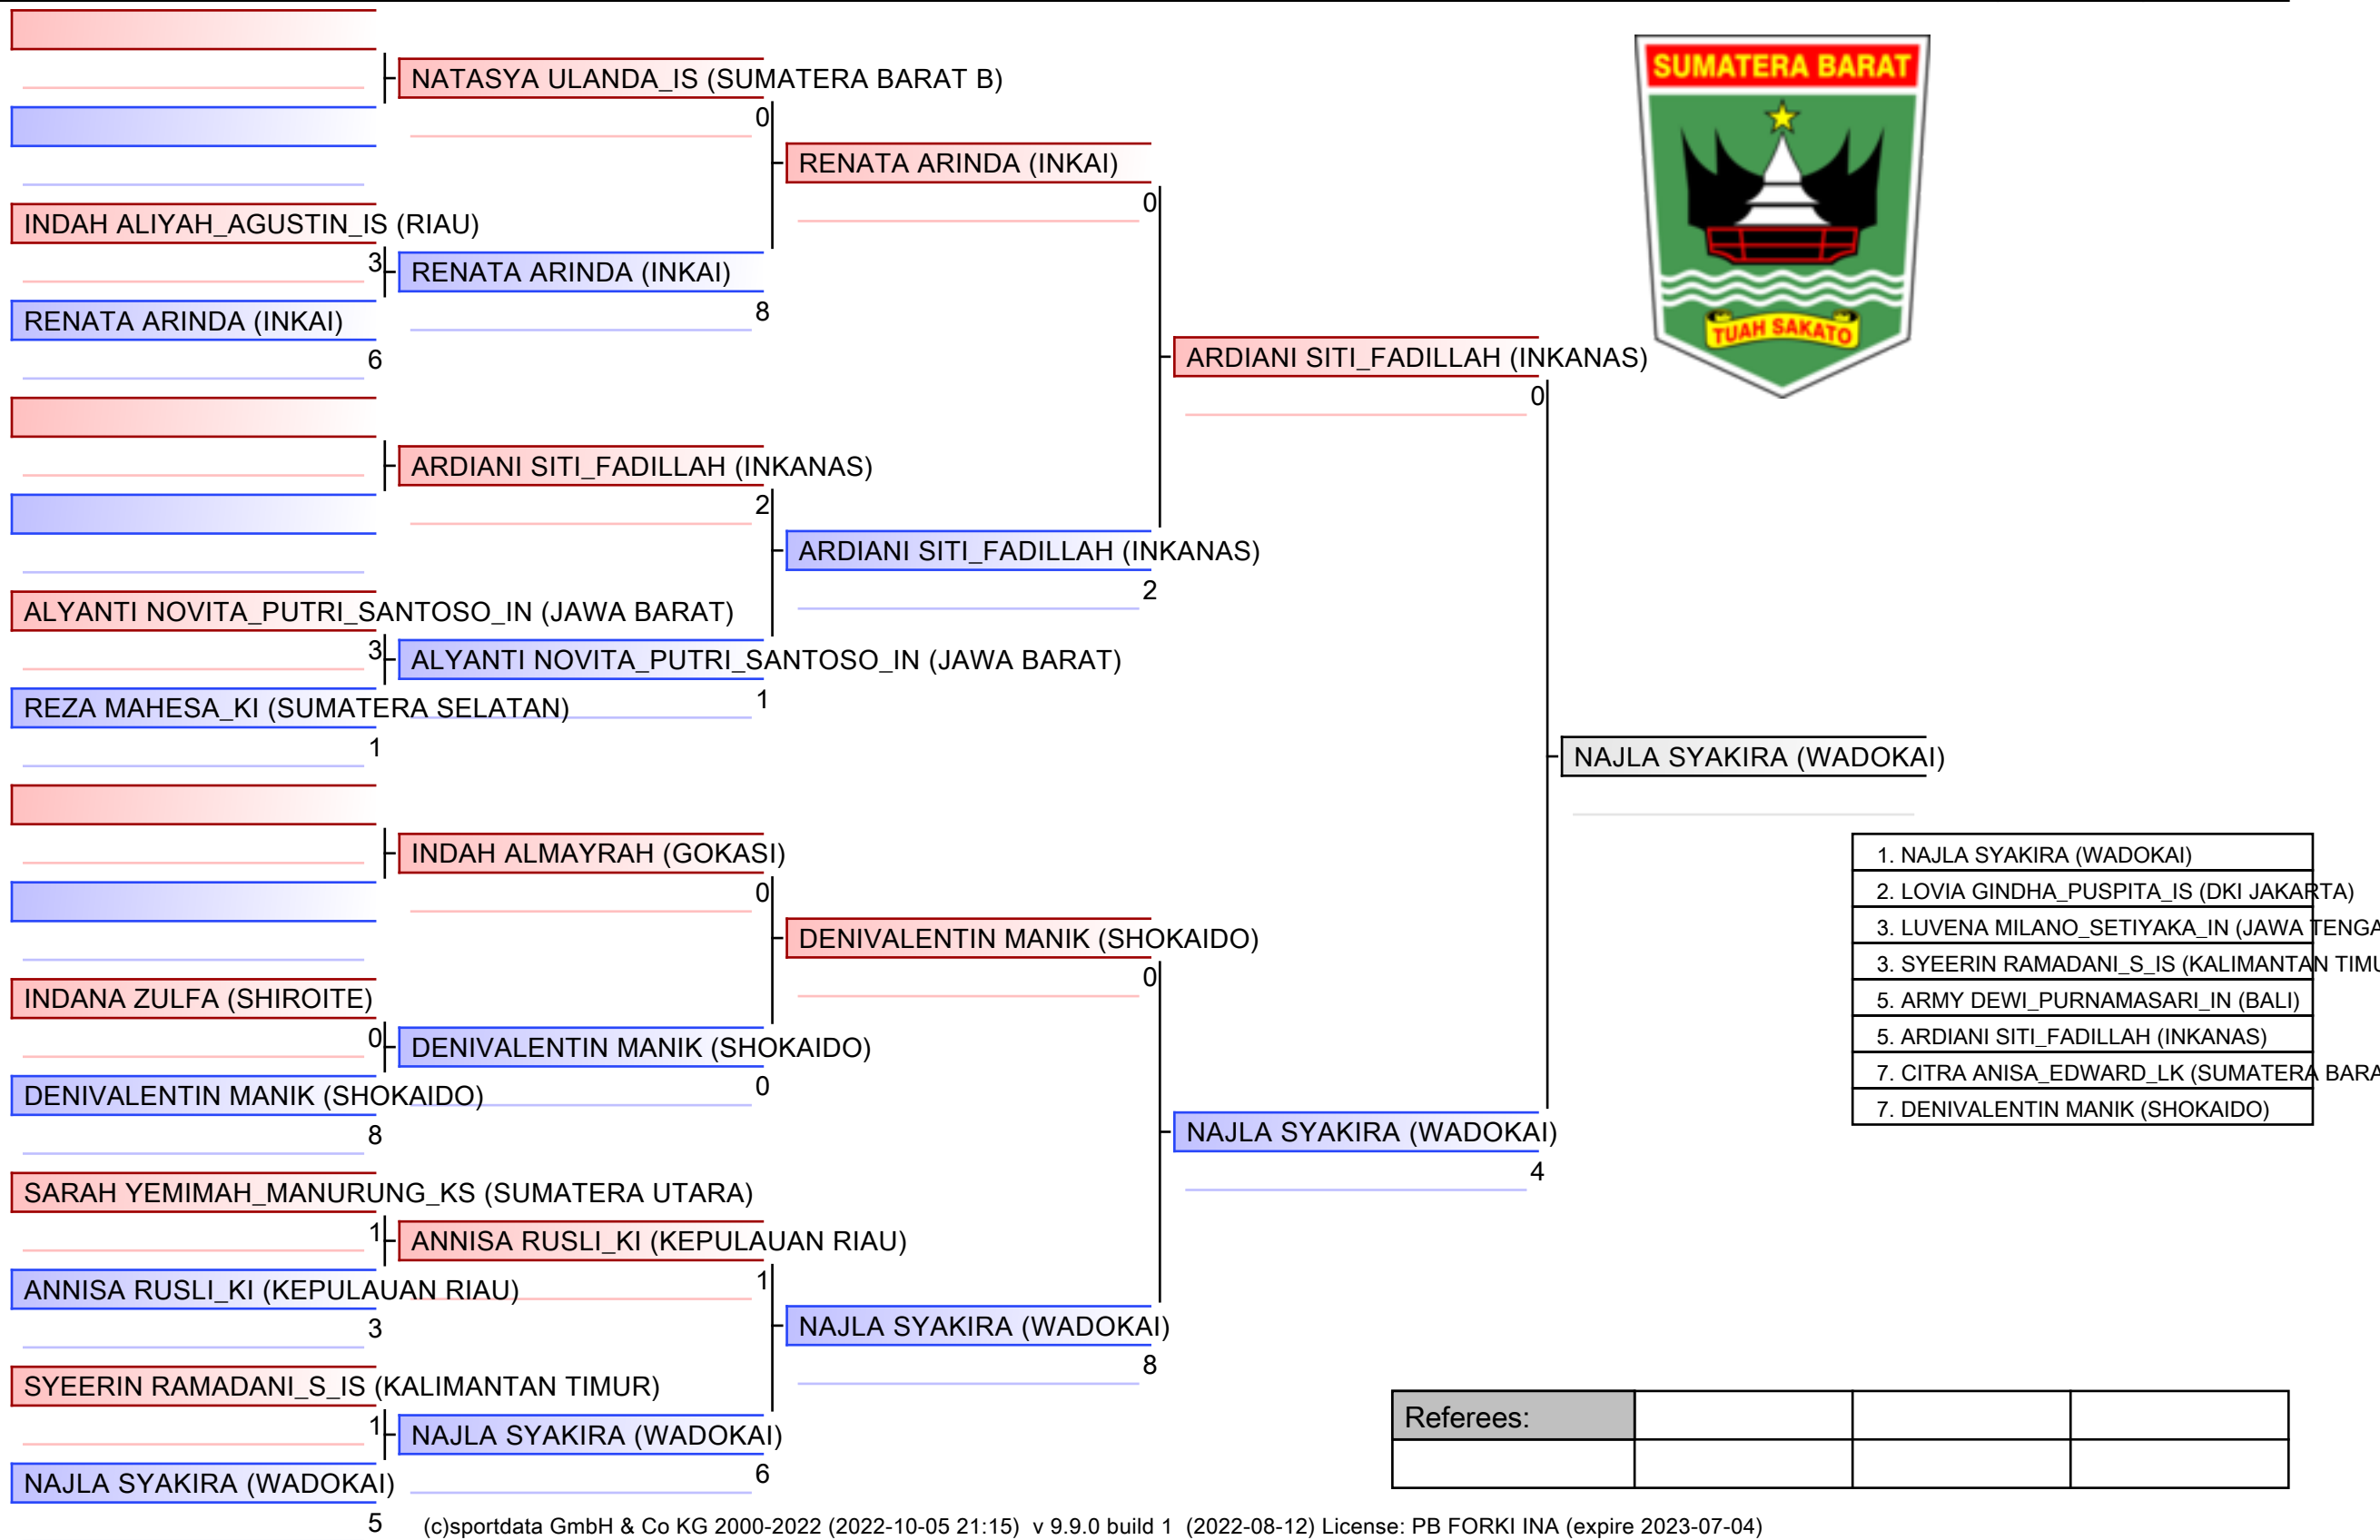 NATASYA ULANDA_IS (SUMATERA BARAT B)
0
INDAH ALIYAH_AGUSTIN_IS (RIAU)
3
RENATA ARINDA (INKAI)
6
RENATA ARINDA (INKAI)
8
RENATA ARINDA (INKAI)
0
ARDIANI SITI_FADILLAH (INKANAS)
2
ALYANTI NOVITA_PUTRI_SANTOSO_IN (JAWA BARAT)
3
REZA MAHESA_KI (SUMATERA SELATAN)
1
ALYANTI NOVITA_PUTRI_SANTOSO_IN (JAWA BARAT)
1
ARDIANI SITI_FADILLAH (INKANAS)
2
ARDIANI SITI_FADILLAH (INKANAS)
0
INDAH ALMAYRAH (GOKASI)
0
INDANA ZULFA (SHIROITE)
0
DENIVALENTIN MANIK (SHOKAIDO)
8
DENIVALENTIN MANIK (SHOKAIDO)
0
DENIVALENTIN MANIK (SHOKAIDO)
0
SARAH YEMIMAH_MANURUNG_KS (SUMATERA UTARA)
1
ANNISA RUSLI_KI (KEPULAUAN RIAU)
3
ANNISA RUSLI_KI (KEPULAUAN RIAU)
1
SYEERIN RAMADANI_S_IS (KALIMANTAN TIMUR)
1
NAJLA SYAKIRA (WADOKAI)
5
NAJLA SYAKIRA (WADOKAI)
6
NAJLA SYAKIRA (WADOKAI)
8
NAJLA SYAKIRA (WADOKAI)
4
NAJLA SYAKIRA (WADOKAI)
SUMATERA BARAT
TUAH SAKATO
1. NAJLA SYAKIRA (WADOKAI)
2. LOVIA GINDHA_PUSPITA_IS (DKI JAKARTA)
3. LUVENA MILANO_SETIYAKA_IN (JAWA TENGA
3. SYEERIN RAMADANI_S_IS (KALIMANTAN TIMU
5. ARMY DEWI_PURNAMASARI_IN (BALI)
5. ARDIANI SITI_FADILLAH (INKANAS)
7. CITRA ANISA_EDWARD_LK (SUMATERA BARA
7. DENIVALENTIN MANIK (SHOKAIDO)
Referees:
(c)sportdata GmbH & Co KG 2000-2022 (2022-10-05 21:15) v 9.9.0 build 1 (2022-08-12) License: PB FORKI INA (expire 2023-07-04)